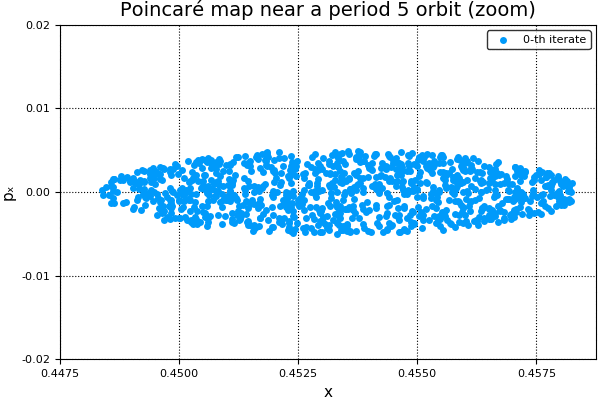 Poincaré map near a period 5 orbit (zoom)
0-th iterate
0.02
0.01
0.00
-0.01
-0.02
pₓ
0.4475
0.4500
0.4525
0.4550
0.4575
x